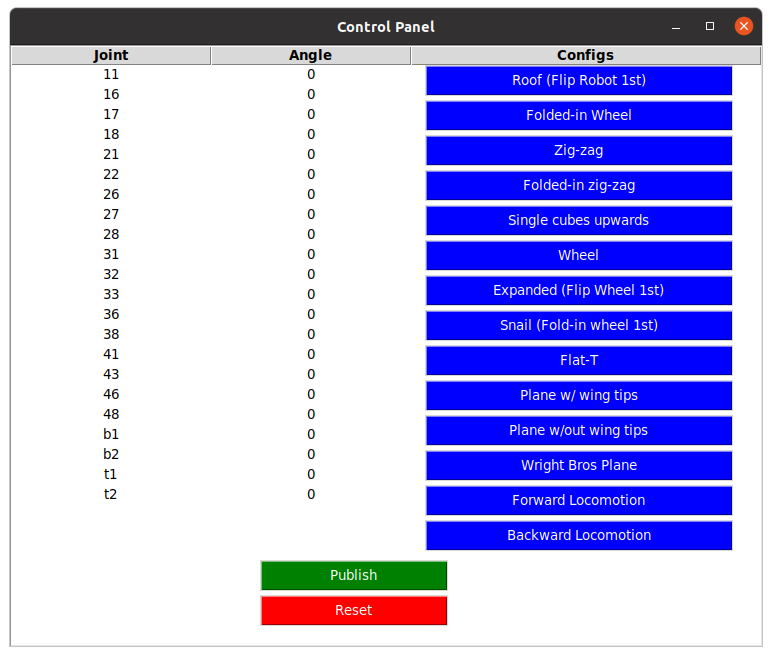 Control Panel
Joint Angle Configs
11 0 Roof (Flip Robot 1st)
16 0
17 0 Folded-in Wheel
18 0
21 0 Zig-zag
22 0 Folded-in zig-zag
26 0
27 0 Single cubes upwards
28 0
31 0 Wheel
32 0
33 0 Expanded (Flip Wheel 1st)
36 0
38 0 Snail (Fold-in wheel 1st)
41 0 Flat-T
43 0
46 0 Plane w/ wing tips
48 0
b1 0 Plane w/out wing tips
b2 0
t1 0 Wright Bros Plane
t2 0 Forward Locomotion
Backward Locomotion
Publish
Reset